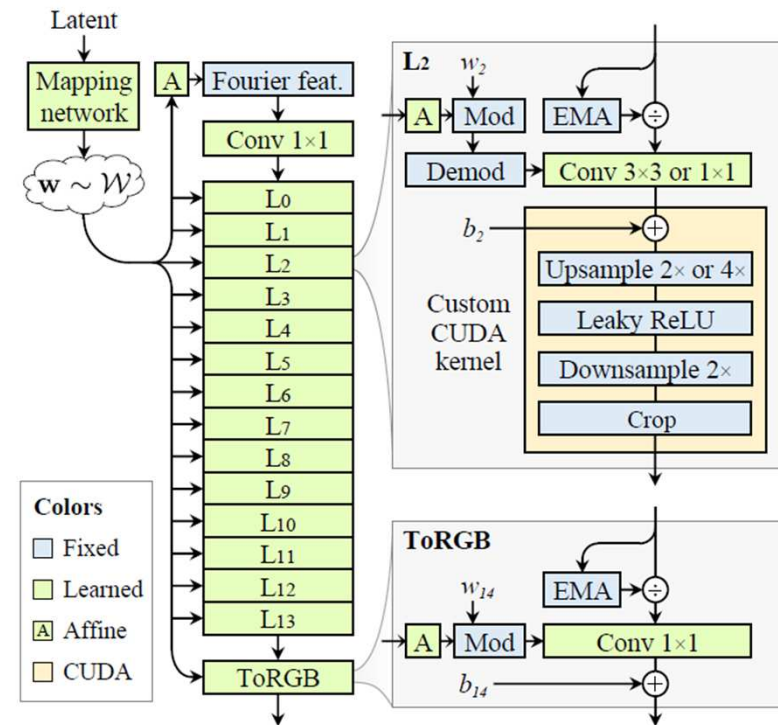 Latent
Mapping
network
w ~ W
A
Fourier feat.
Conv 1×1
L0
L1
L2
L3
L4
L5
L6
L7
L8
L9
L10
L11
L12
L13
ToRGB
L2
w2
A
Mod
EMA
÷
Demod
Conv 3×3 or 1×1
b2
+
Upsample 2× or 4×
Leaky ReLU
Downsample 2×
Crop
Custom
CUDA
kernel
ToRGB
w14
A
Mod
EMA
÷
Conv 1×1
b14
+
Colors
Fixed
Learned
A Affine
CUDA